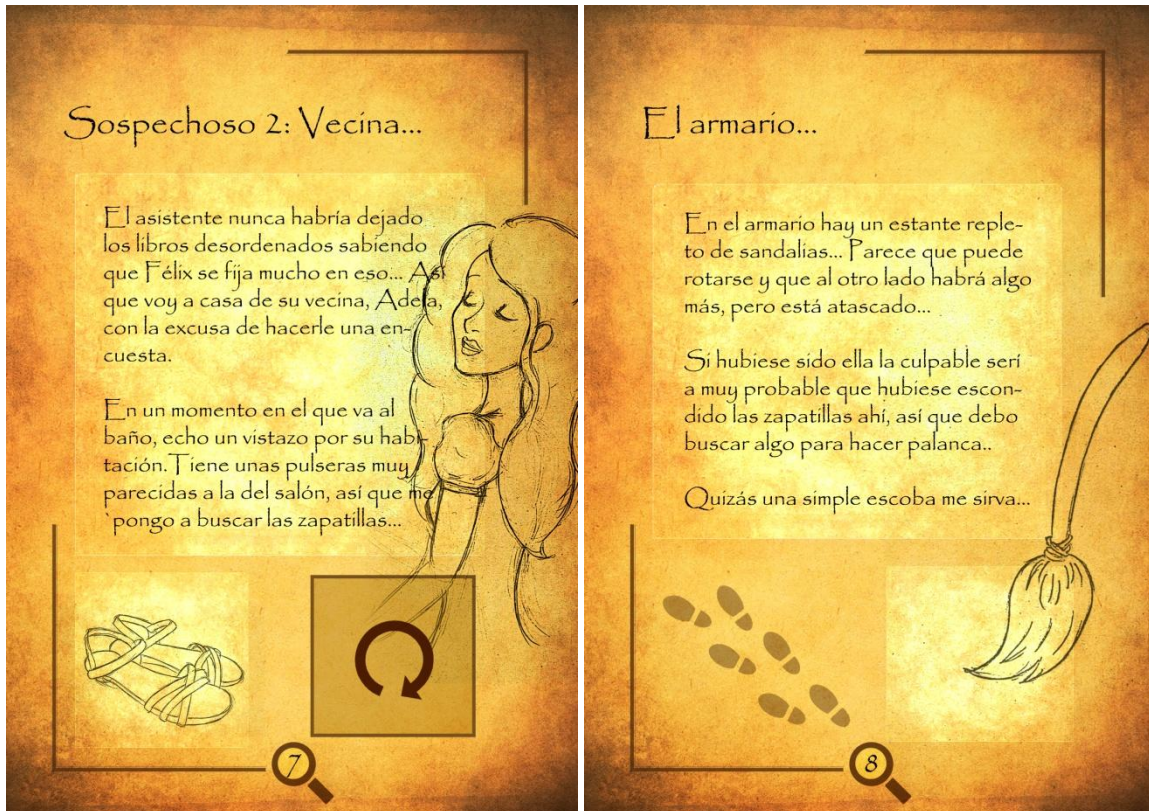 Sospechoso 2: Vecina...
El asistente nunca habría dejado
los libros desordenados sabiendo
que Félix se fija mucho en eso... Así
que voy a casa de su vecina, Adela,
con la excusa de hacerle una en-
cuesta.
En un momento en el que va al
baño, echo un vistazo por su habi-
tación.Tiene unas pulseras muy
parecidas a la del salón, así que me
`pongo a buscar las zapatillas...
7
El armario...
En el armario hay un estante reple-
to de sandalias... Parece que puede
rotarse y que al otro lado habrá algo
más, pero está atascado...
Si hubiese sido ella la culpable serí
a muy probable que hubiese escon-
dido las zapatillas ahí, así que debo
buscar algo para hacer palanca..
Quizás una simple escoba me sirva...
8